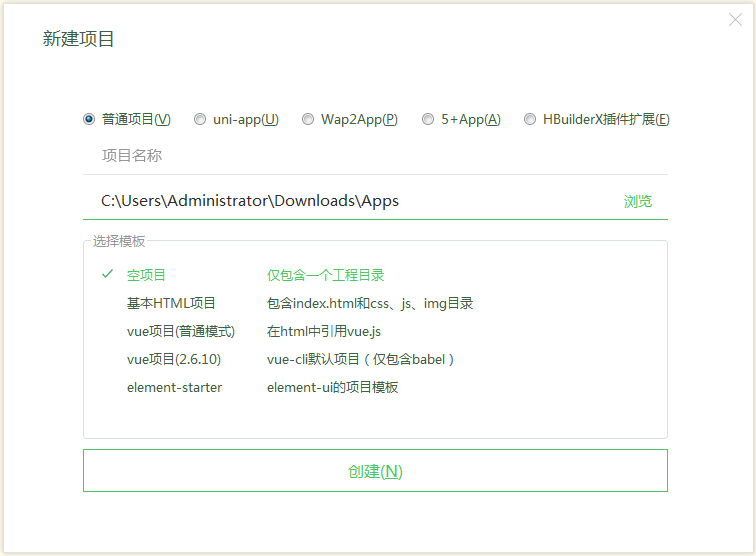 新建项目
普通项目(V) uni-app(U) Wap2App(P) 5+App(A) HBuilderX插件扩展(E)
项目名称
C:\Users\Administrator\Downloads\Apps 浏览
选择模板
空项目 仅包含一个工程目录
基本HTML项目 包含index.html和css、js、img目录
vue项目(普通模式) 在html中引用vue.js
vue项目(2.6.10) vue-cli默认项目（仅包含babel）
element-starter element-ui的项目模板
创建(N)